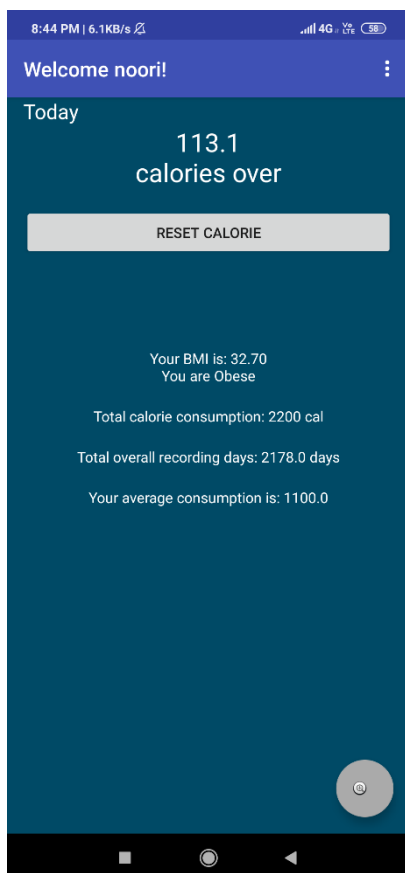 8:44 PM | 6.1KB/s 4G Vo LTE 58
Welcome noori!
Today
113.1
calories over
RESET CALORIE
Your BMI is: 32.70
You are Obese
Total calorie consumption: 2200 cal
Total overall recording days: 2178.0 days
Your average consumption is: 1100.0